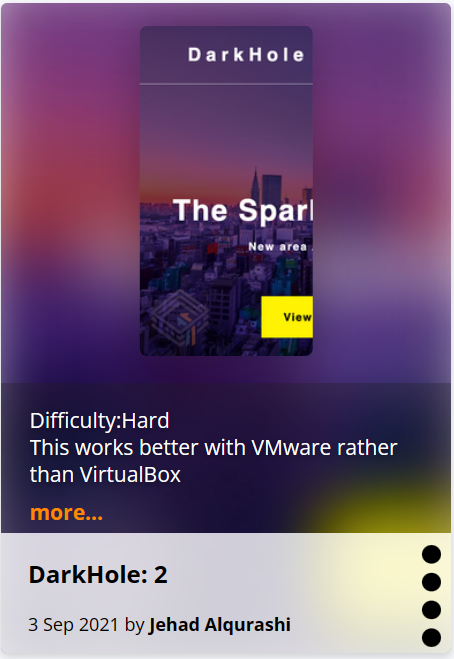 DarkHole
The Spar
New area
View
Difficulty:Hard
This works better with VMware rather
than VirtualBox
more...
DarkHole: 2
3 Sep 2021 by Jehad Alqurashi